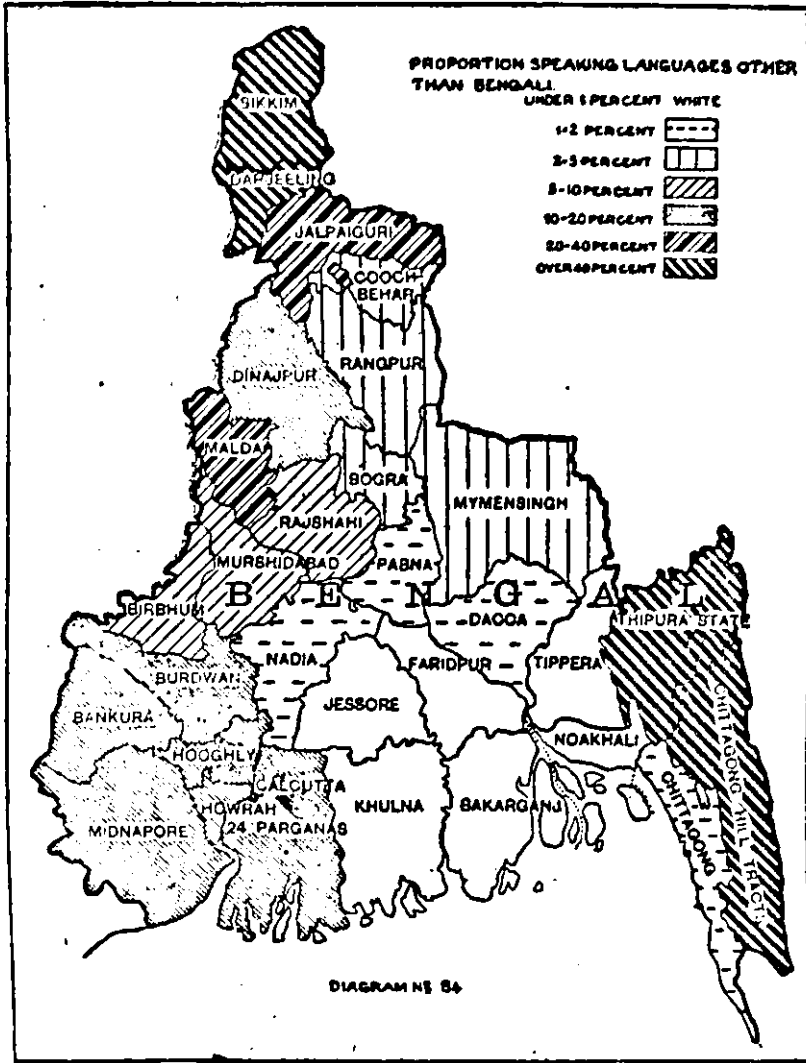 PROPORTION SPEAKING LANGUAGES OTHER
THAN BENGALI.
UNDER 1 PERCENT WHITE
1-2 PERCENT
2-5 PERCENT
5-10 PERCENT
10-20 PERCENT
20-40 PERCENT
OVER 40 PERCENT
SIKKIM
DARJEELING
JALPAIGURI
COOCH
BEHAR
RANGPUR
DINAJPUR
MALDA
BOGRA
MYMENSINGH
RAJSHAHI
PABNA
MURSHIDABAD
BENGAL
BIRBHUM
DACCA
THIPURA STATE
NADIA
FARIDPUR
TIPPERA
BURDWAN
JESSORE
BANKURA
CHITTAGONG HILL TRACT
NOAKHALI
HOOGHLY
CALCUTTA
CHITTAGONG
HOWRAH
KHULNA
BAKARGANJ
MIDNAPORE
24 PARGANAS
DIAGRAM NS 84